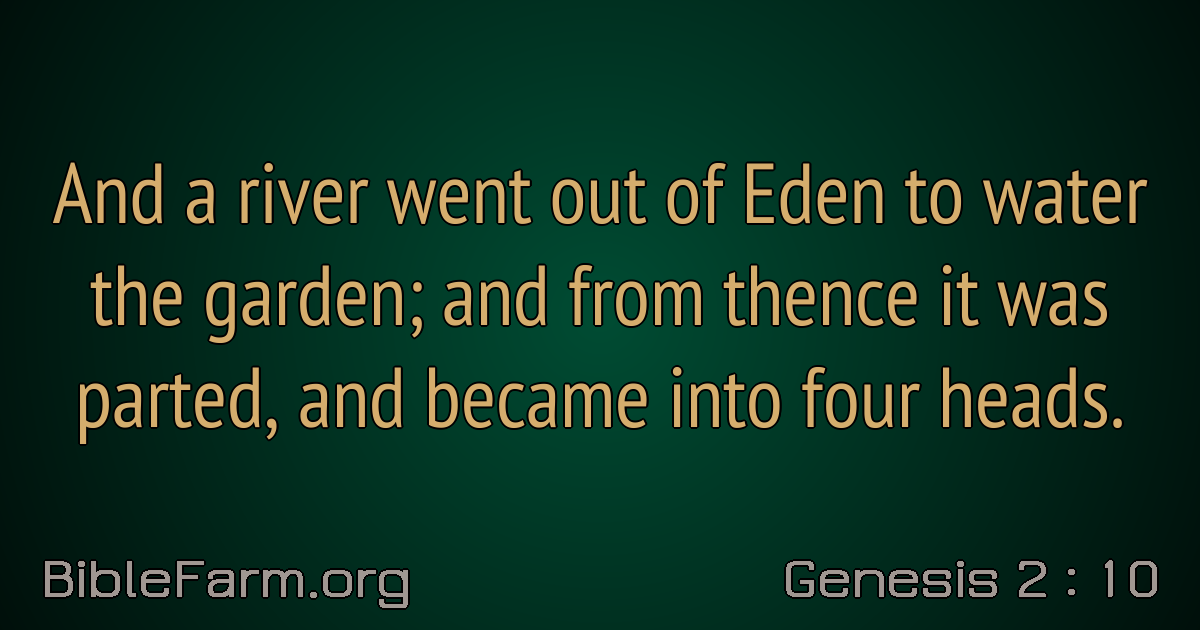 And a river went out of Eden to water
the garden; and from thence it was
parted, and became into four heads.
BibleFarm.org
Genesis 2 : 10